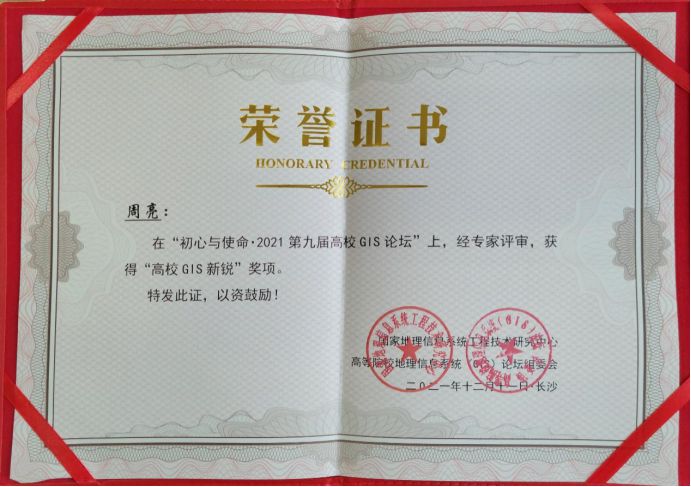 荣誉证书
HONORARY CREDENTIAL
周亮：
在“初心与使命·2021第九届高校GIS论坛”上，经专家评审，获
得“高校GIS新锐”奖项。
特发此证，以资鼓励！
国家地理信息系统工程技术研究中心
高等院校地理信息系统（GIS）论坛组委会
二〇二一年十二月十一日·长沙